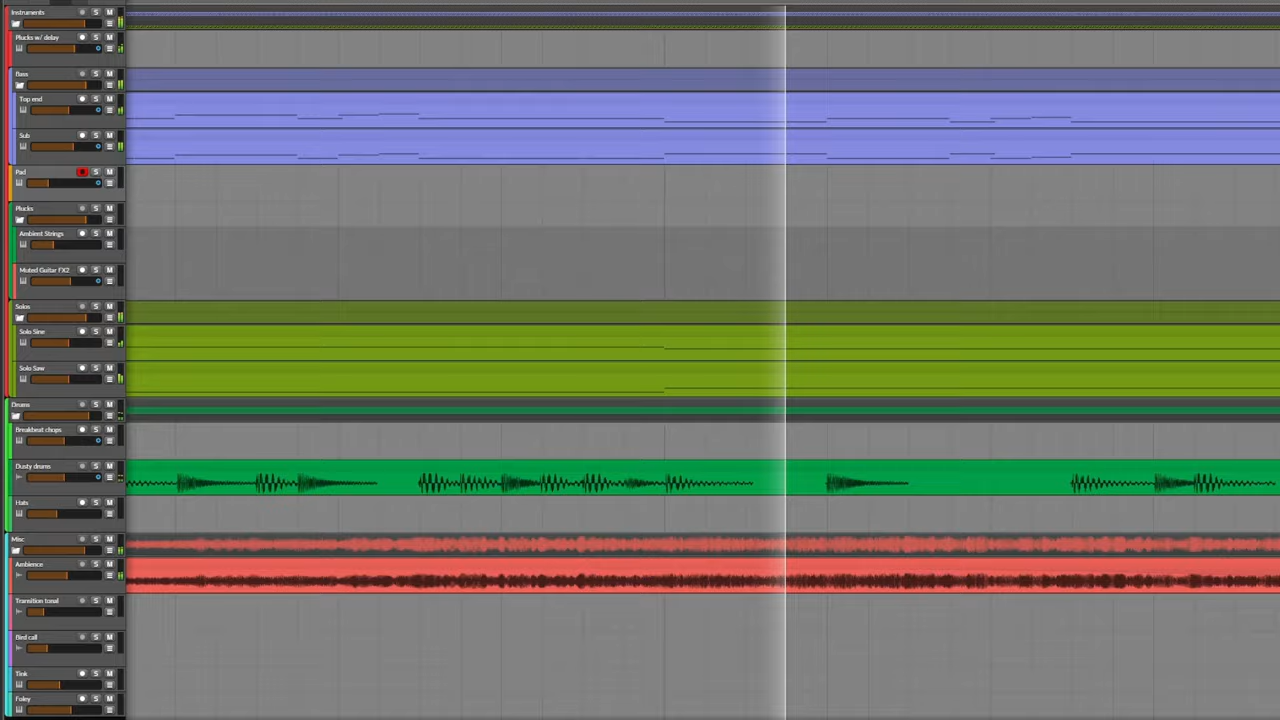 Instruments S M
Plucks w/ delay S M
Bass S M
Top end S M
Sub S M
Pad S M
Plucks S M
Ambient Strings S M
Muted Guitar FX2 S M
Solos S M
Solo Sine S M
Solo Saw S M
Drums S M
Breakbeat chops S M
Dusty drums S M
Hats S M
Misc S M
Ambience S M
Transition tonal S M
Bird call S M
Tink S M
Foley S M